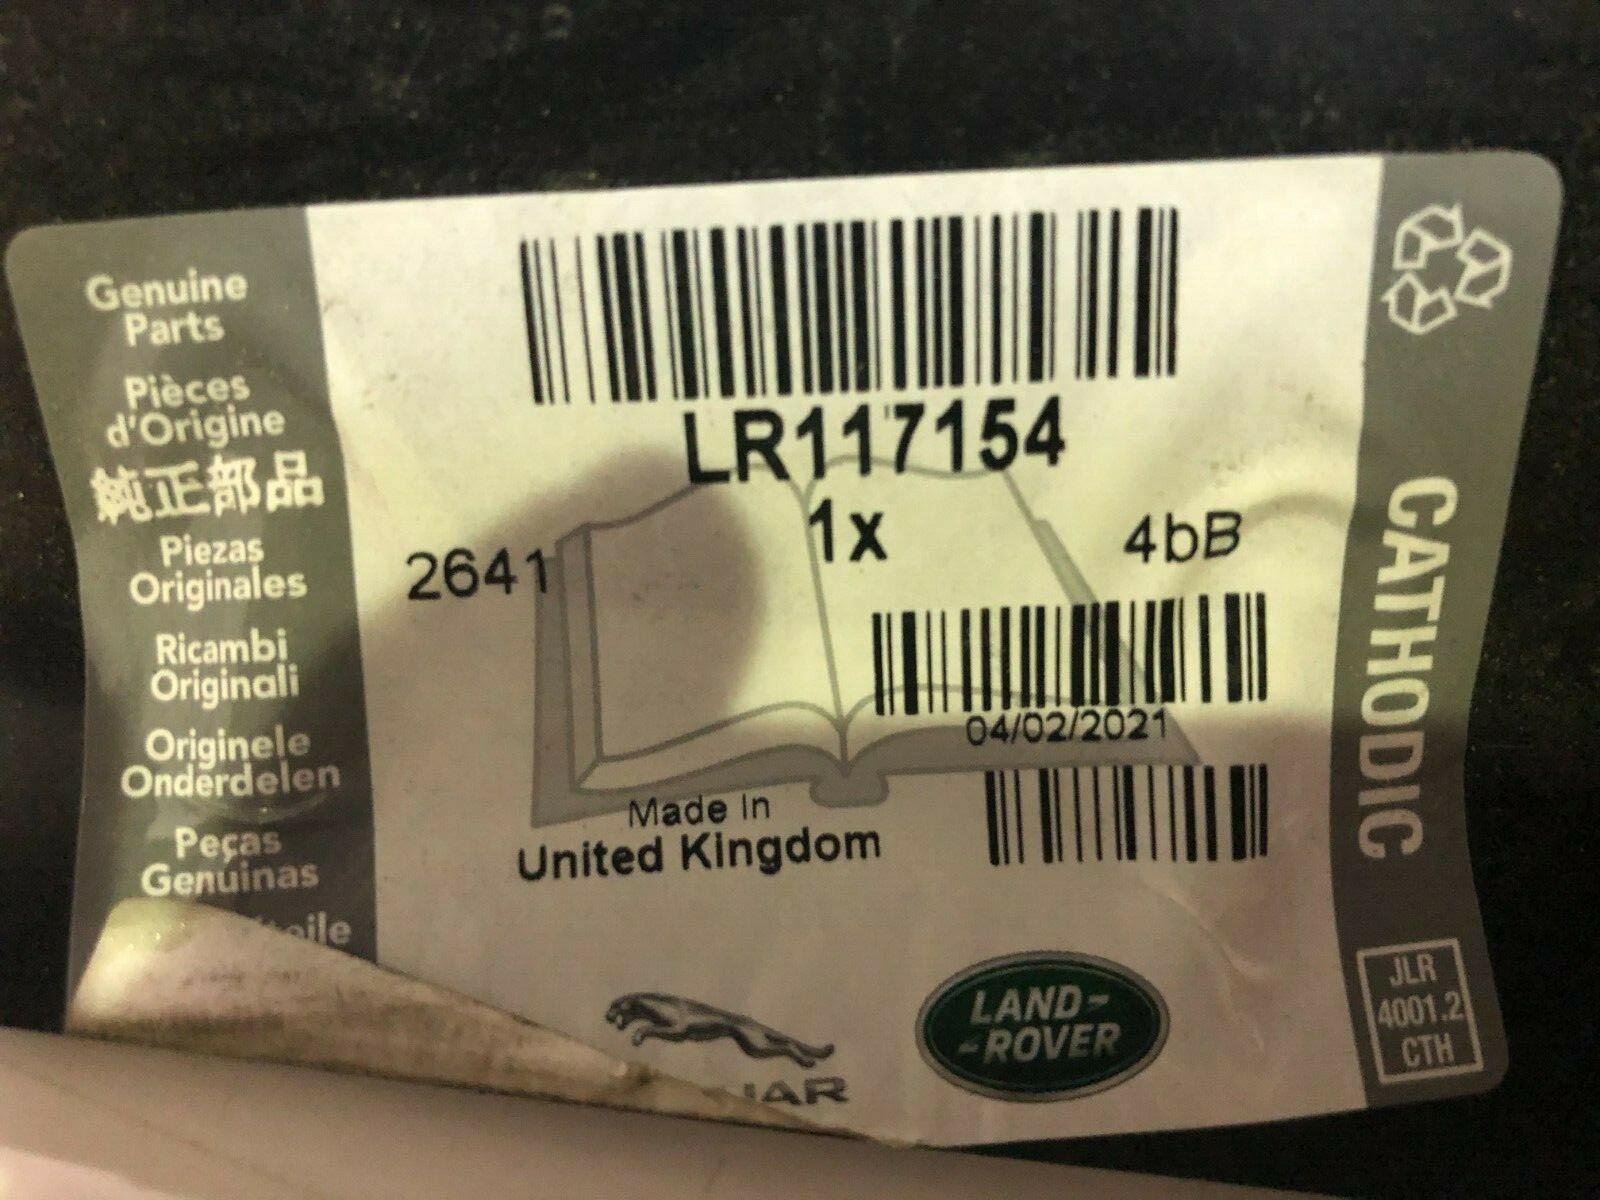 Genuine
Parts
Pièces
d'Origine
純正部品
Piezas
Originales
Ricambi
Originali
Originele
Onderdelen
Peças
Genuinas
LR117154
1x
2641
4bB
04/02/2021
Made In
United Kingdom
LAND-
-ROVER
CATHODIC
JLR
4001.2
CTH